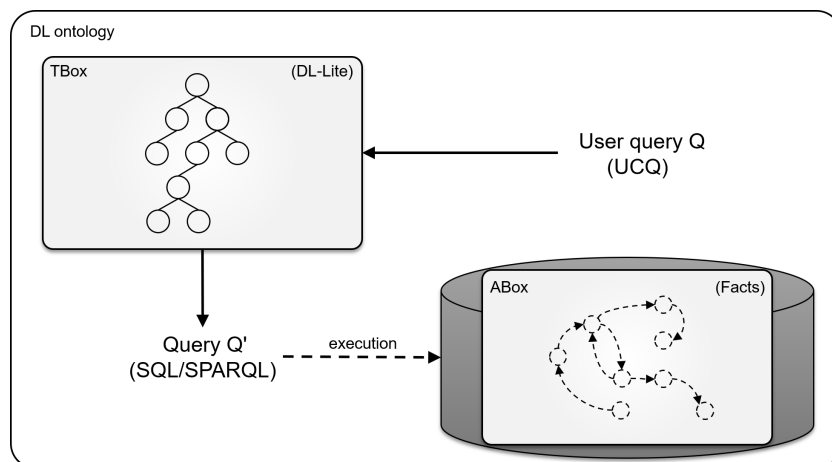 DL ontology
TBox
(DL-Lite)
User query Q
(UCQ)
ABox
(Facts)
Query Q'
(SQL/SPARQL)
execution